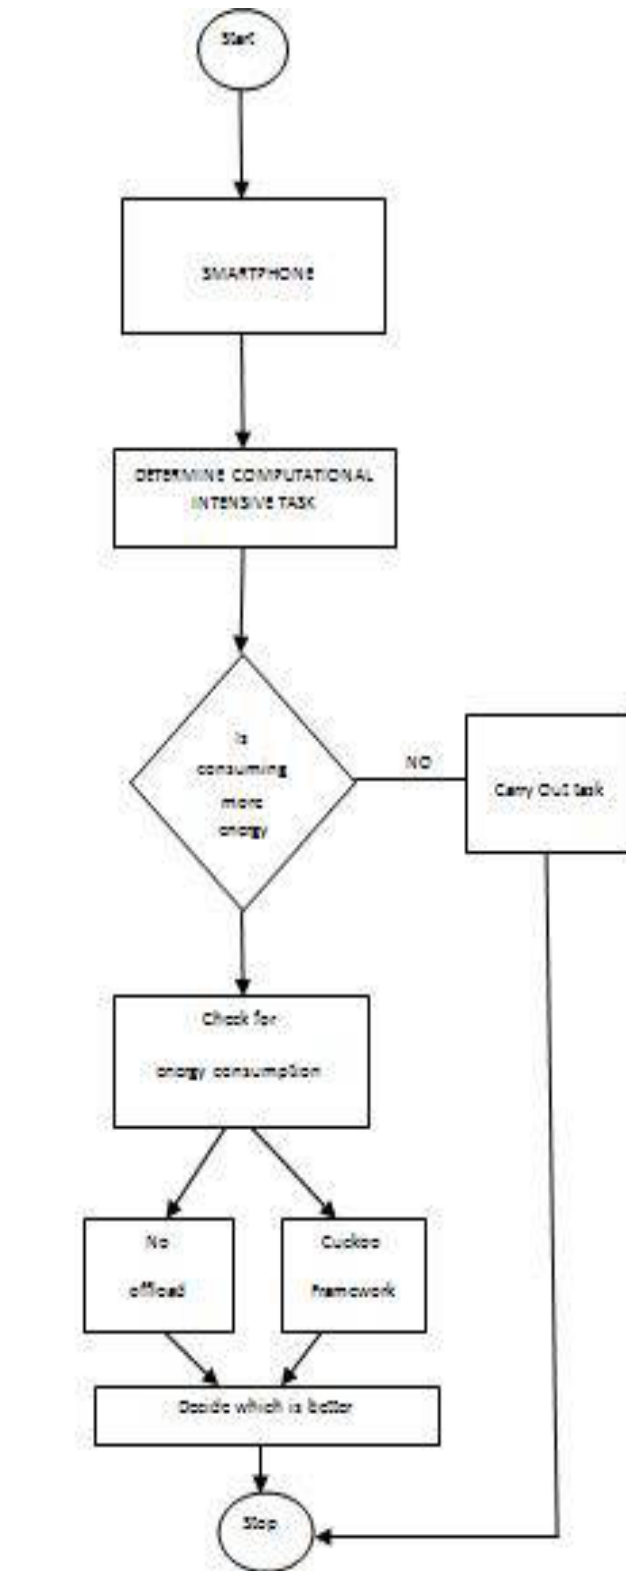 Start
SMARTPHONE
DETERMINE COMPUTATIONAL
INTENSIVE TASK
Is
consuming
more
energy
NO
Carry Out task
Check for
energy consumption
No
offload
Cuckoo
Framework
Decide which is better
Stop